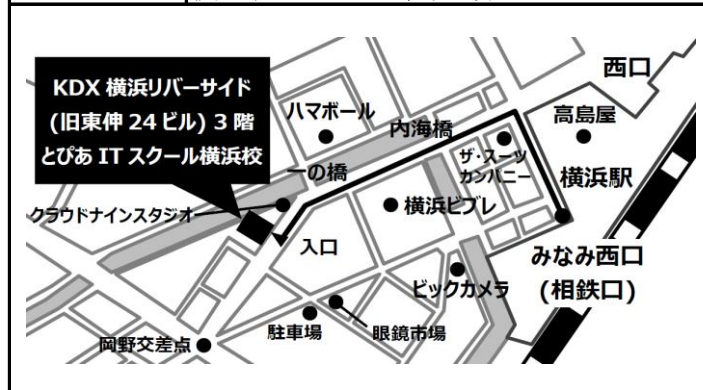 KDX 横浜リバーサイド
(旧東伸 24 ビル) 3 階
とぴあ IT スクール横浜校
西口
ハマボール
高島屋
内海橋
ザ・スーツ
カンパニー
一の橋
横浜駅
クラウドナインスタジオ
横浜ビブレ
入口
みなみ西口
(相鉄口)
ビックカメラ
駐車場
眼鏡市場
岡野交差点